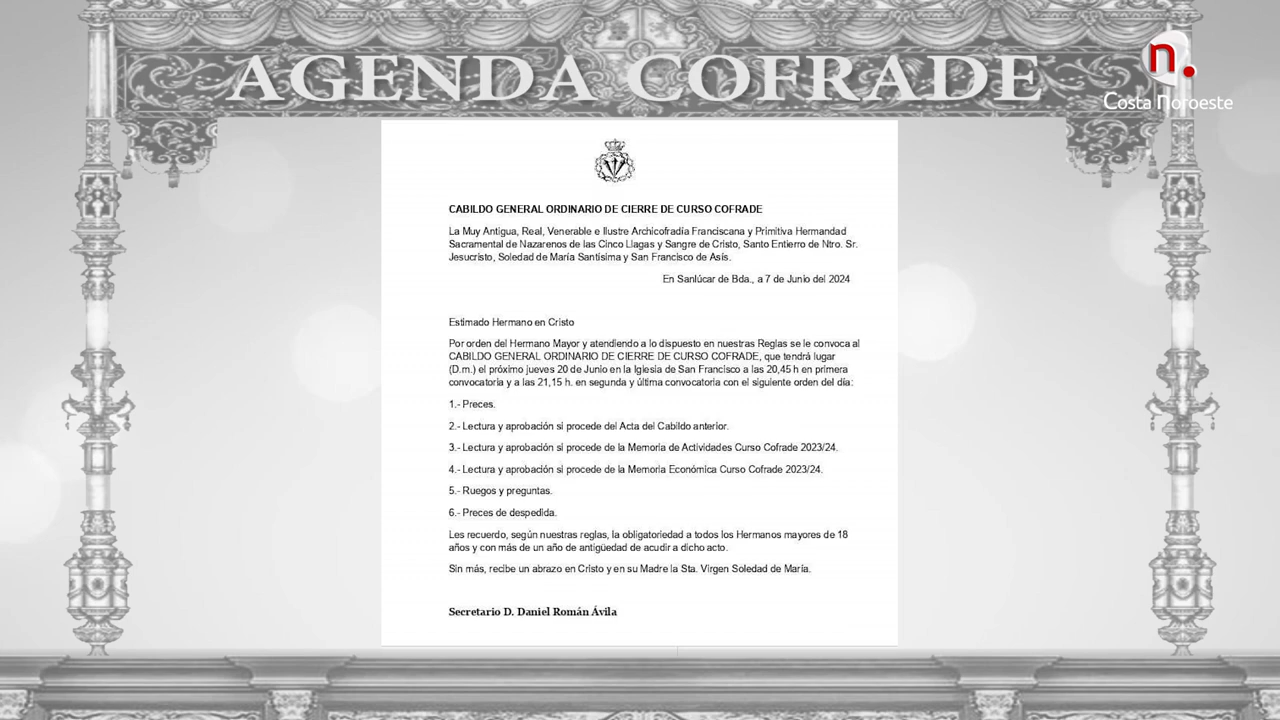 AGENDA COFRADE
n.
Costa Noroeste
CABILDO GENERAL ORDINARIO DE CIERRE DE CURSO COFRADE
La Muy Antigua, Real, Venerable e Ilustre Archicofradía Franciscana y Primitiva Hermandad
Sacramental de Nazarenos de las Cinco Llagas y Sangre de Cristo, Santo Entierro de Ntro. Sr.
Jesucristo, Soledad de María Santísima y San Francisco de Asís.
En Sanlúcar de Bda., a 7 de Junio del 2024
Estimado Hermano en Cristo
Por orden del Hermano Mayor y atendiendo a lo dispuesto en nuestras Reglas se le convoca al
CABILDO GENERAL ORDINARIO DE CIERRE DE CURSO COFRADE, que tendrá lugar
(D.m.) el próximo jueves 20 de Junio en la Iglesia de San Francisco a las 20,45 h en primera
convocatoria y a las 21,15 h. en segunda y última convocatoria con el siguiente orden del día:
1.- Preces.
2.- Lectura y aprobación si procede del Acta del Cabildo anterior.
3.- Lectura y aprobación si procede de la Memoria de Actividades Curso Cofrade 2023/24.
4.- Lectura y aprobación si procede de la Memoria Económica Curso Cofrade 2023/24.
5.- Ruegos y preguntas.
6.- Preces de despedida.
Les recuerdo, según nuestras reglas, la obligatoriedad a todos los Hermanos mayores de 18
años y con más de un año de antigüedad de acudir a dicho acto.
Sin más, recibe un abrazo en Cristo y en su Madre la Sta. Virgen Soledad de María.
Secretario D. Daniel Román Ávila